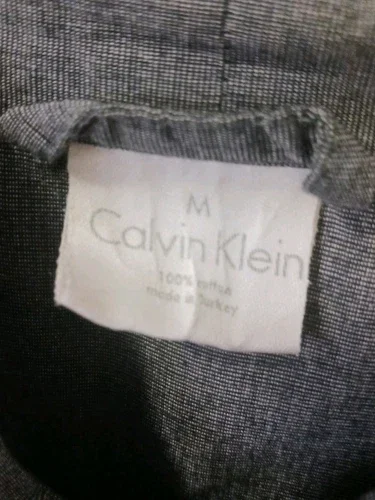 M
Calvin Klein
100% cotton
made in Turkey